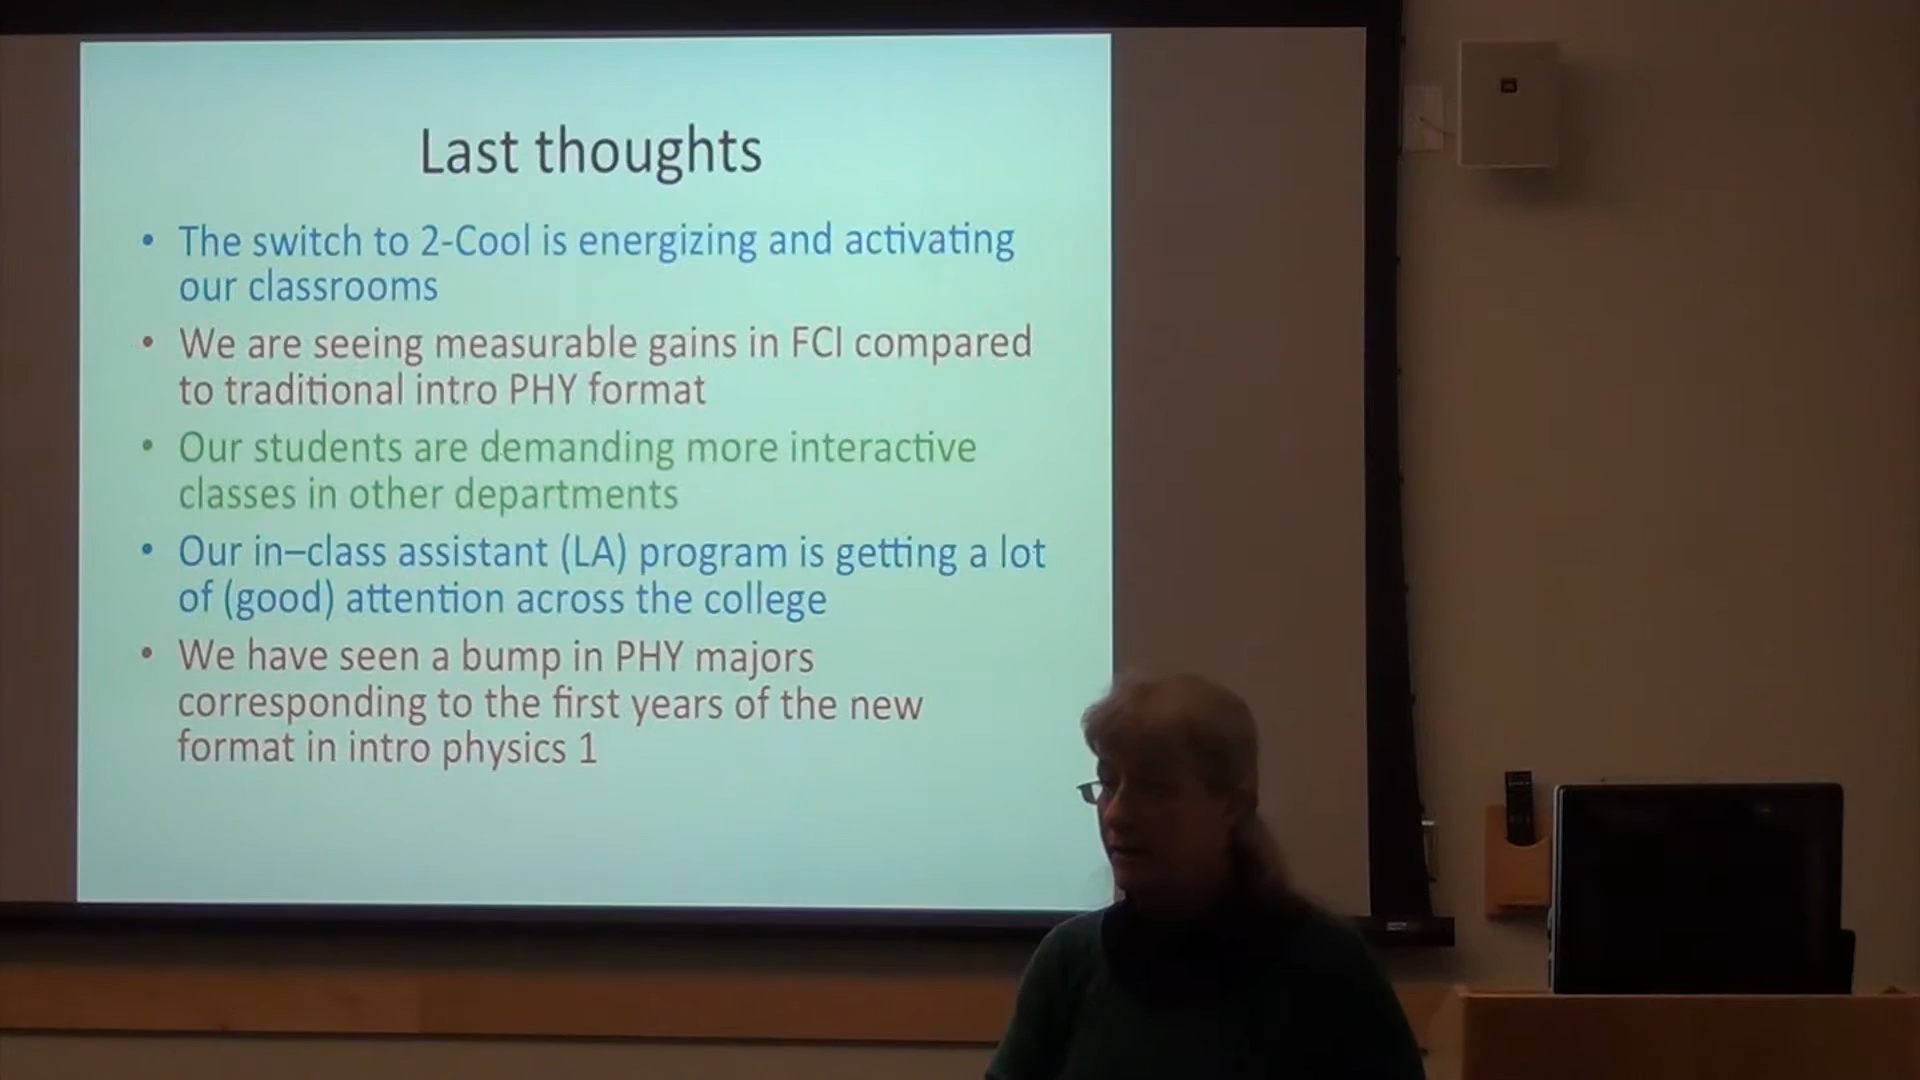 Last thoughts
• The switch to 2-Cool is energizing and activating
our classrooms
• We are seeing measurable gains in FCI compared
to traditional intro PHY format
• Our students are demanding more interactive
classes in other departments
• Our in–class assistant (LA) program is getting a lot
of (good) attention across the college
• We have seen a bump in PHY majors
corresponding to the first years of the new
format in intro physics 1